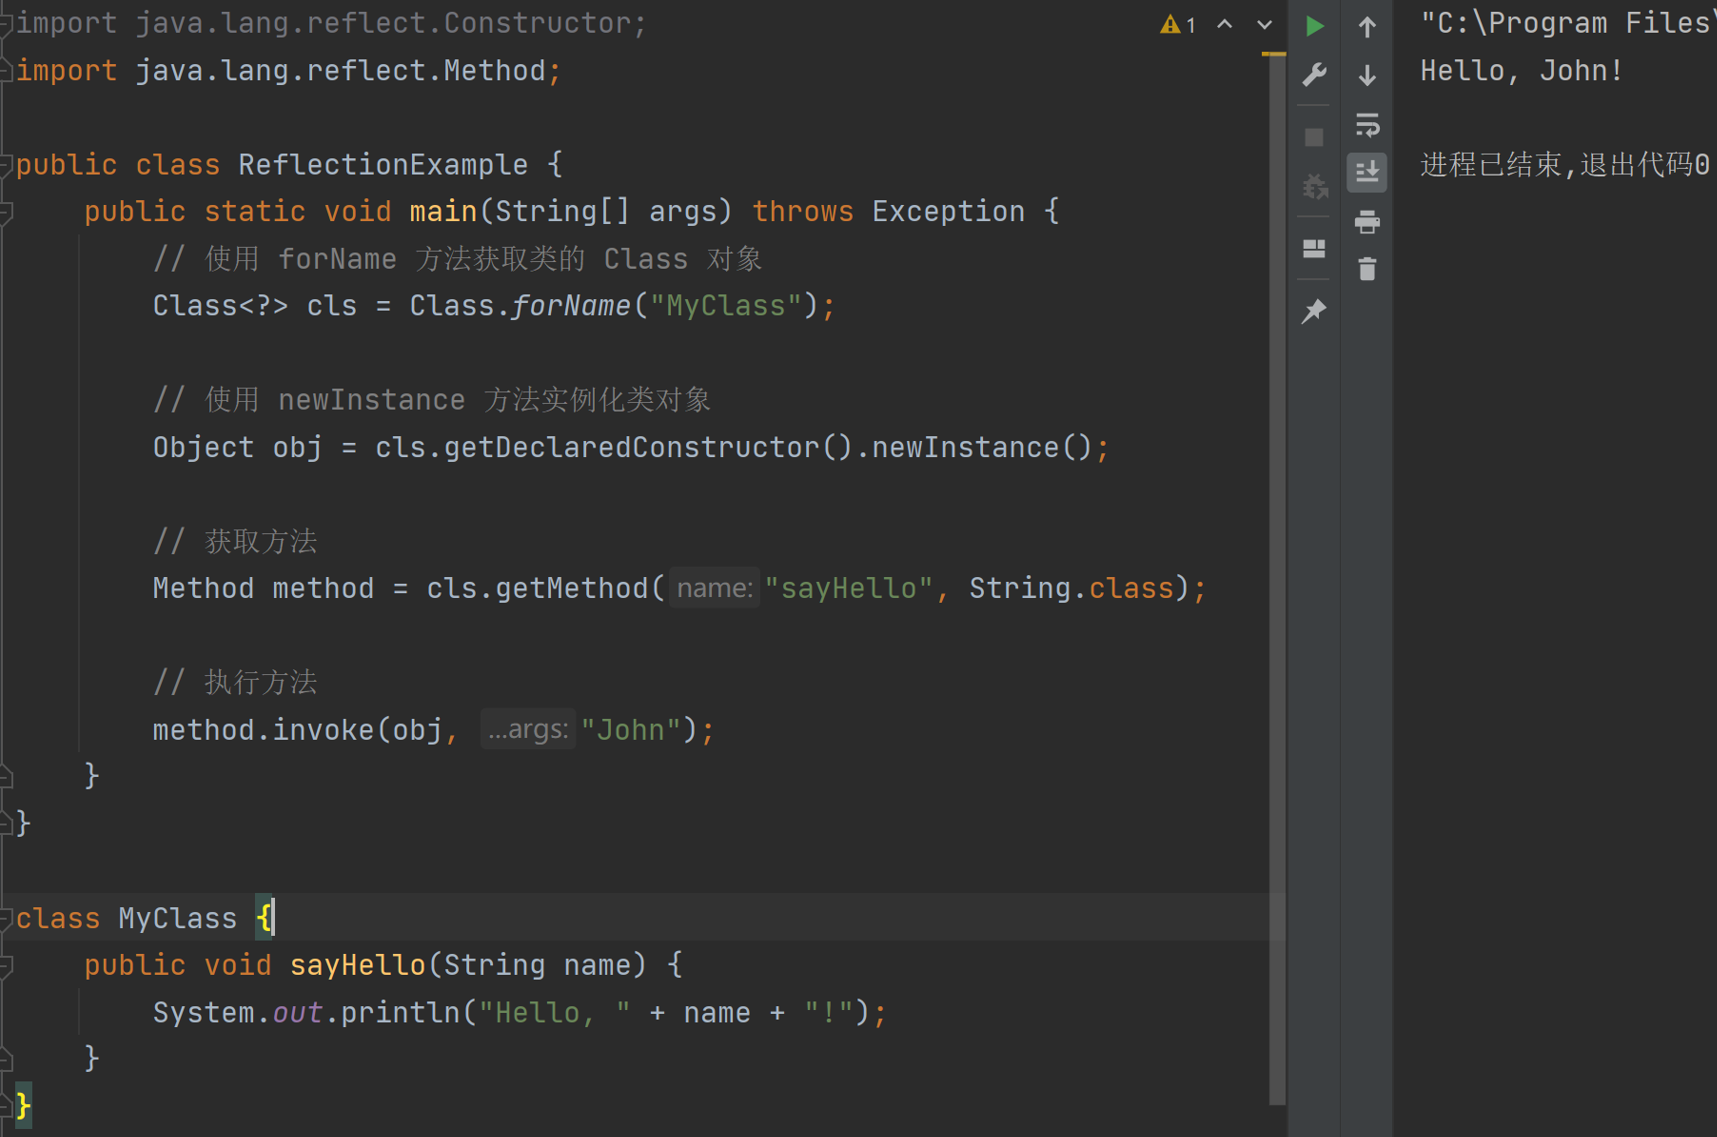 import java.lang.reflect.Constructor;
import java.lang.reflect.Method;
public class ReflectionExample {
public static void main(String[] args) throws Exception {
// 使用 forName 方法获取类的 Class 对象
Class<?> cls = Class.forName("MyClass");
// 使用 newInstance 方法实例化类对象
Object obj = cls.getDeclaredConstructor().newInstance();
// 获取方法
Method method = cls.getMethod( name: "sayHello", String.class);
// 执行方法
method.invoke(obj, ...args: "John");
}
}
class MyClass {
public void sayHello(String name) {
System.out.println("Hello, " + name + "!");
}
}
1
"C:\Program Files\
Hello, John!
进程已结束,退出代码0